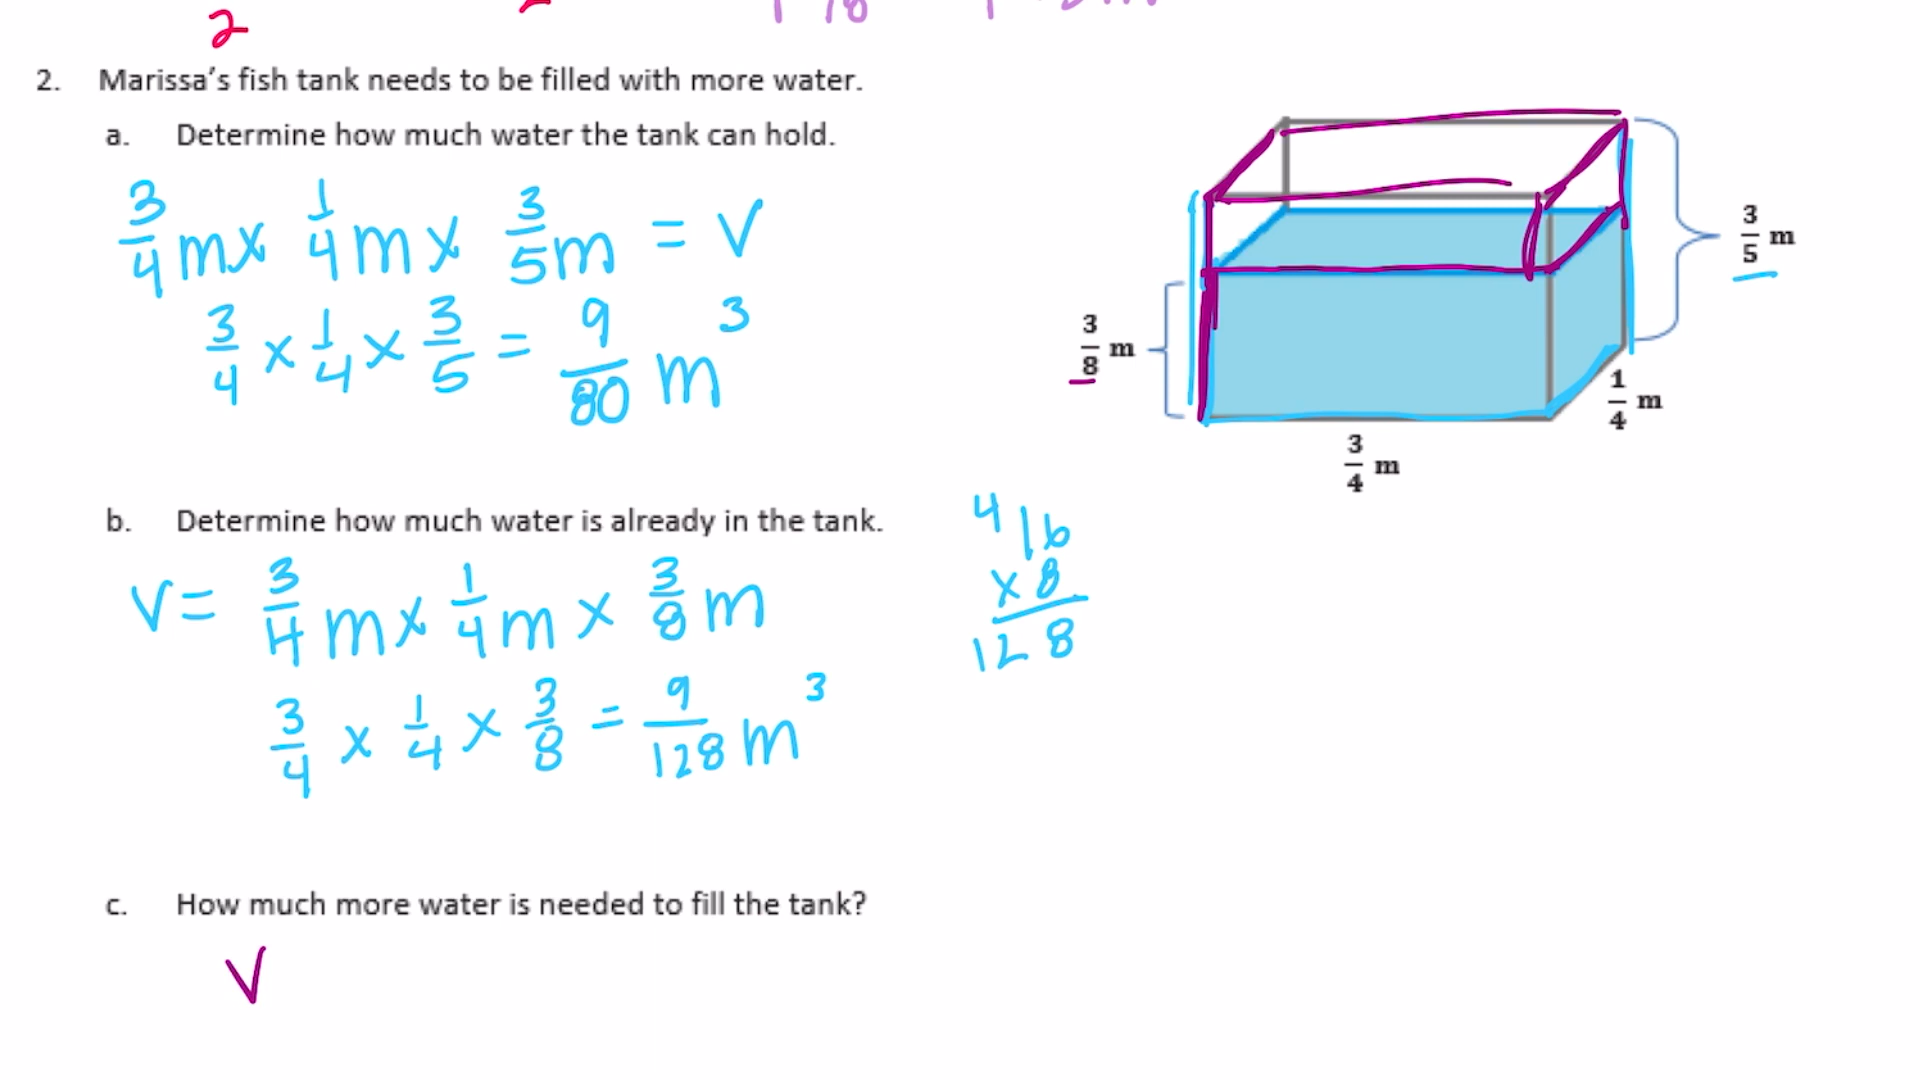 2
2. Marissa's fish tank needs to be filled with more water.
a. Determine how much water the tank can hold.
3/4 m x 1/4 m x 3/5 m = V
3/4 x 1/4 x 3/5 = 9/80 m³
3/5 m
3/8 m
1/4 m
3/4 m
b. Determine how much water is already in the tank.
V = 3/4 m x 1/4 m x 3/8 m
3/4 x 1/4 x 3/8 = 9/128 m³
4
16
x 8
128
c. How much more water is needed to fill the tank?
V